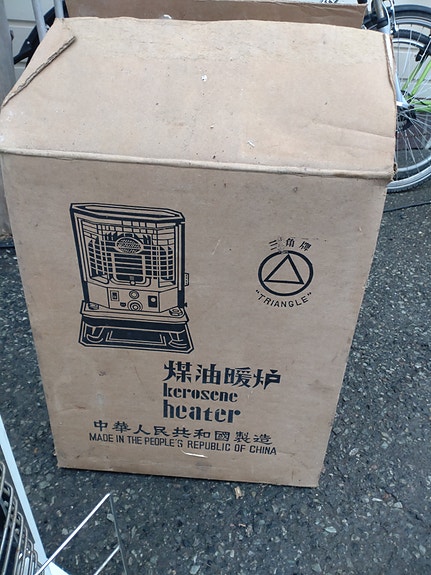 三角牌
"TRIANGLE"
煤油暖炉
kerosene
heater
中華人民共和國製造
MADE IN THE PEOPLE'S REPUBLIC OF CHINA